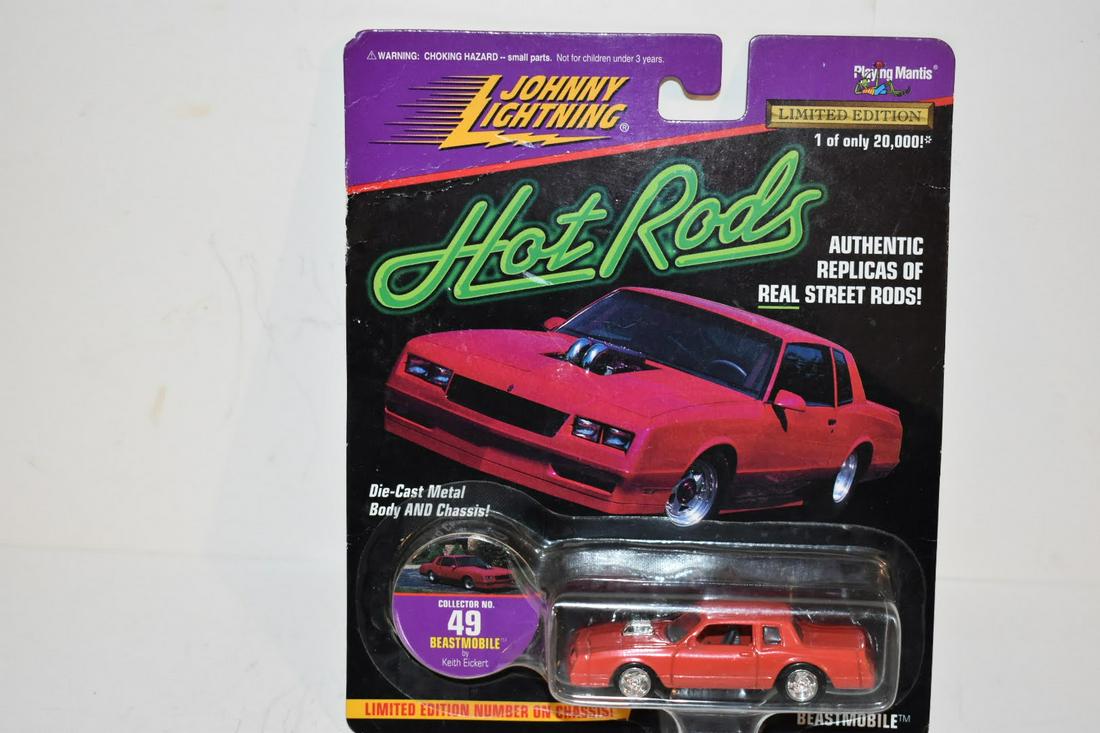 ⚠ WARNING: CHOKING HAZARD -- small parts. Not for children under 3 years.
JOHNNY
LIGHTNING®
Playing Mantis®
LIMITED EDITION
1 of only 20,000!*
Hot Rods
AUTHENTIC
REPLICAS OF
REAL STREET RODS!
Die-Cast Metal
Body AND Chassis!
COLLECTOR NO.
49
BEASTMOBILE™
by
Keith Eickert
LIMITED EDITION NUMBER ON CHASSIS!
BEASTMOBILE™